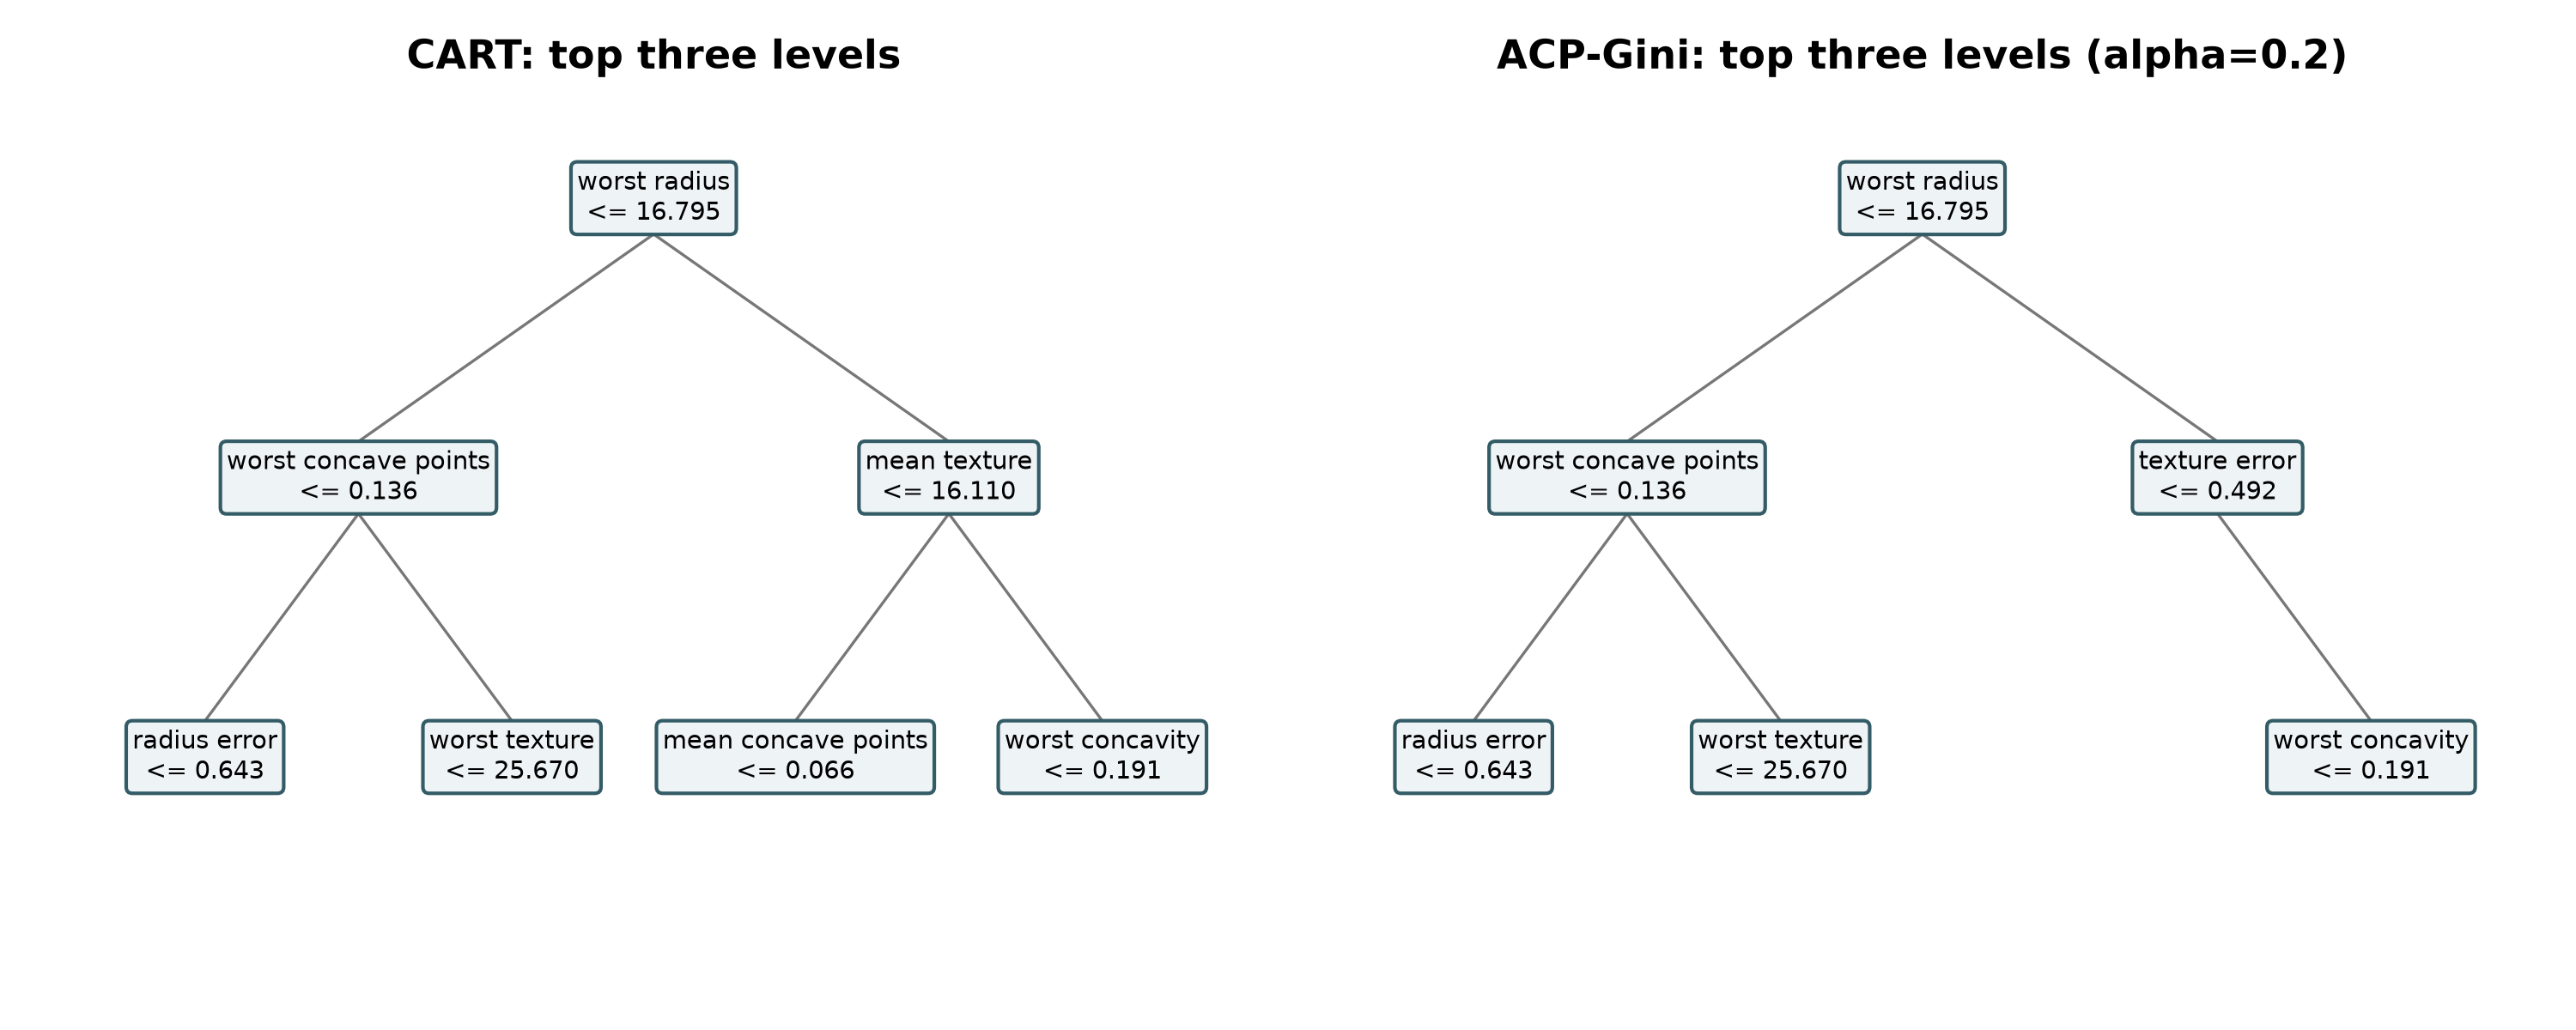 CART: top three levels
worst radius
<= 16.795
worst concave points
<= 0.136
mean texture
<= 16.110
radius error
<= 0.643
worst texture
<= 25.670
mean concave points
<= 0.066
worst concavity
<= 0.191
ACP-Gini: top three levels (alpha=0.2)
worst radius
<= 16.795
worst concave points
<= 0.136
texture error
<= 0.492
radius error
<= 0.643
worst texture
<= 25.670
worst concavity
<= 0.191